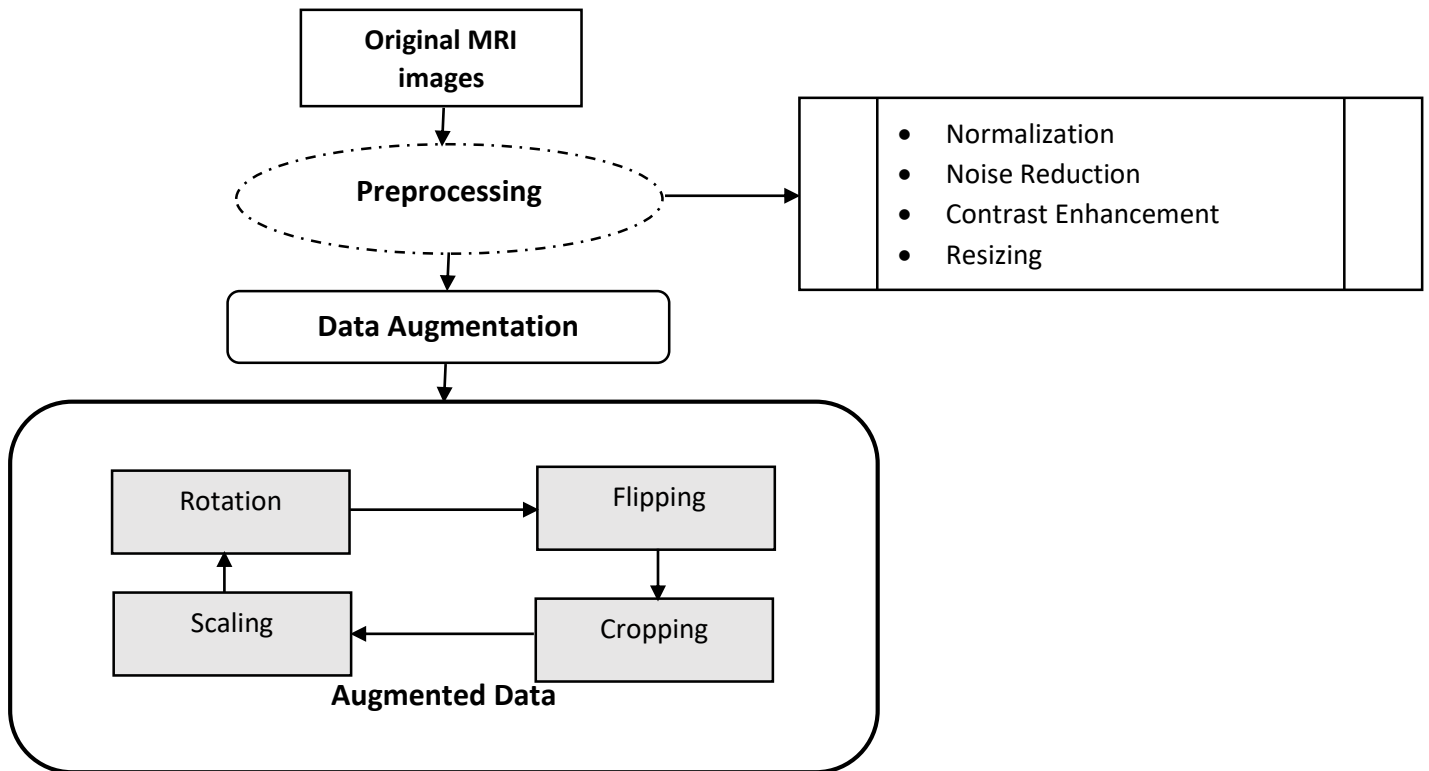 Original MRI
images
Preprocessing
• Normalization
• Noise Reduction
• Contrast Enhancement
• Resizing
Data Augmentation
Rotation
Flipping
Scaling
Cropping
Augmented Data